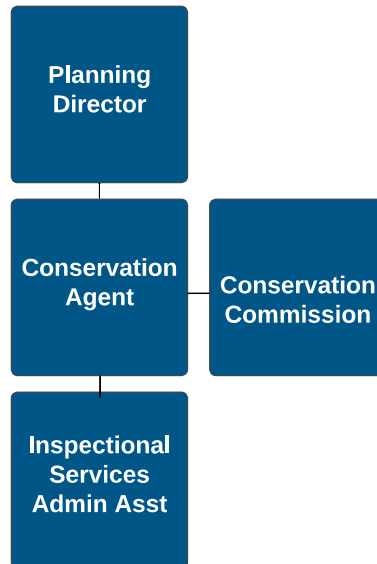 Planning
Director
Conservation
Agent
Conservation
Commission
Inspectional
Services
Admin Asst